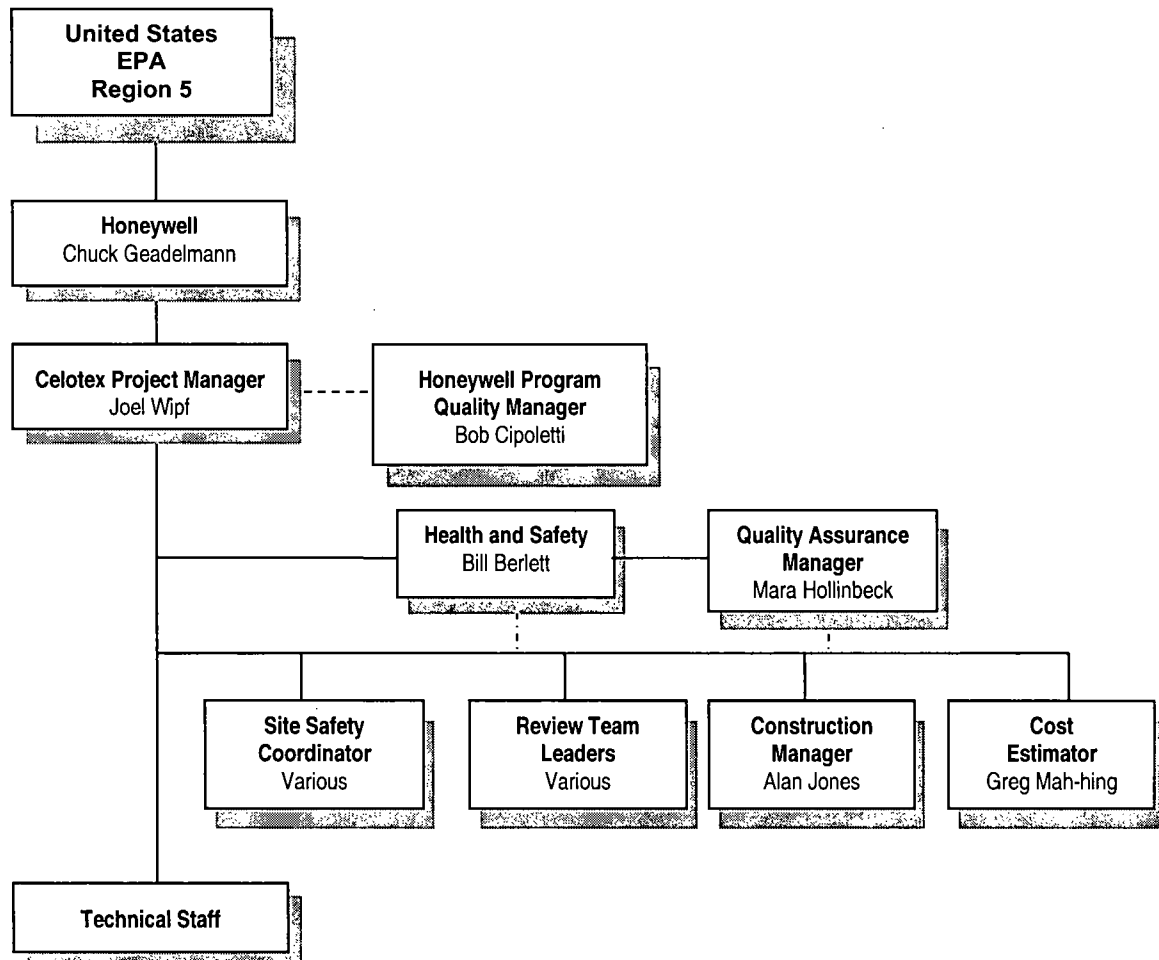 United States
EPA
Region 5
Honeywell
Chuck Geadelmann
Celotex Project Manager
Joel Wipf
Honeywell Program
Quality Manager
Bob Cipoletti
Health and Safety
Bill Berlett
Quality Assurance
Manager
Mara Hollinbeck
Site Safety
Coordinator
Various
Review Team
Leaders
Various
Construction
Manager
Alan Jones
Cost
Estimator
Greg Mah-hing
Technical Staff